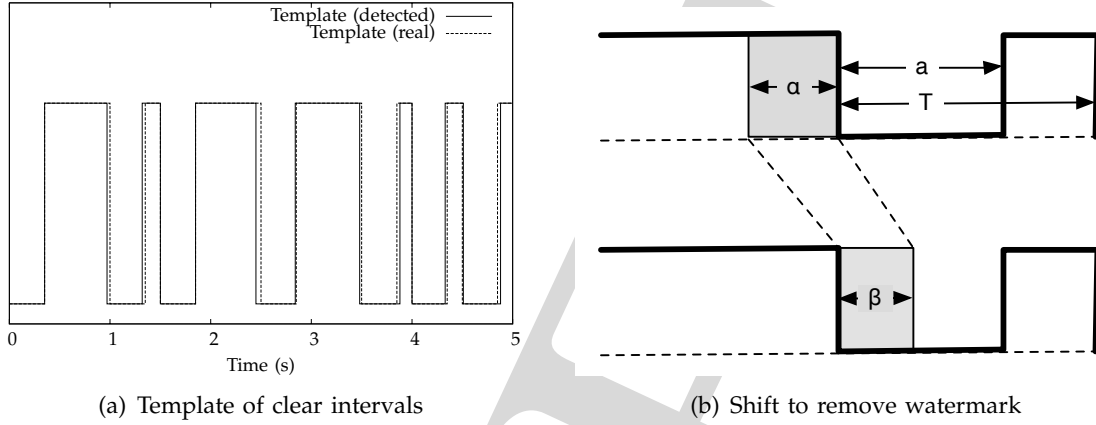 Template (detected)
Template (real)
0 1 2 3 4 5
Time (s)
(a) Template of clear intervals
a
α
T
β
(b) Shift to remove watermark